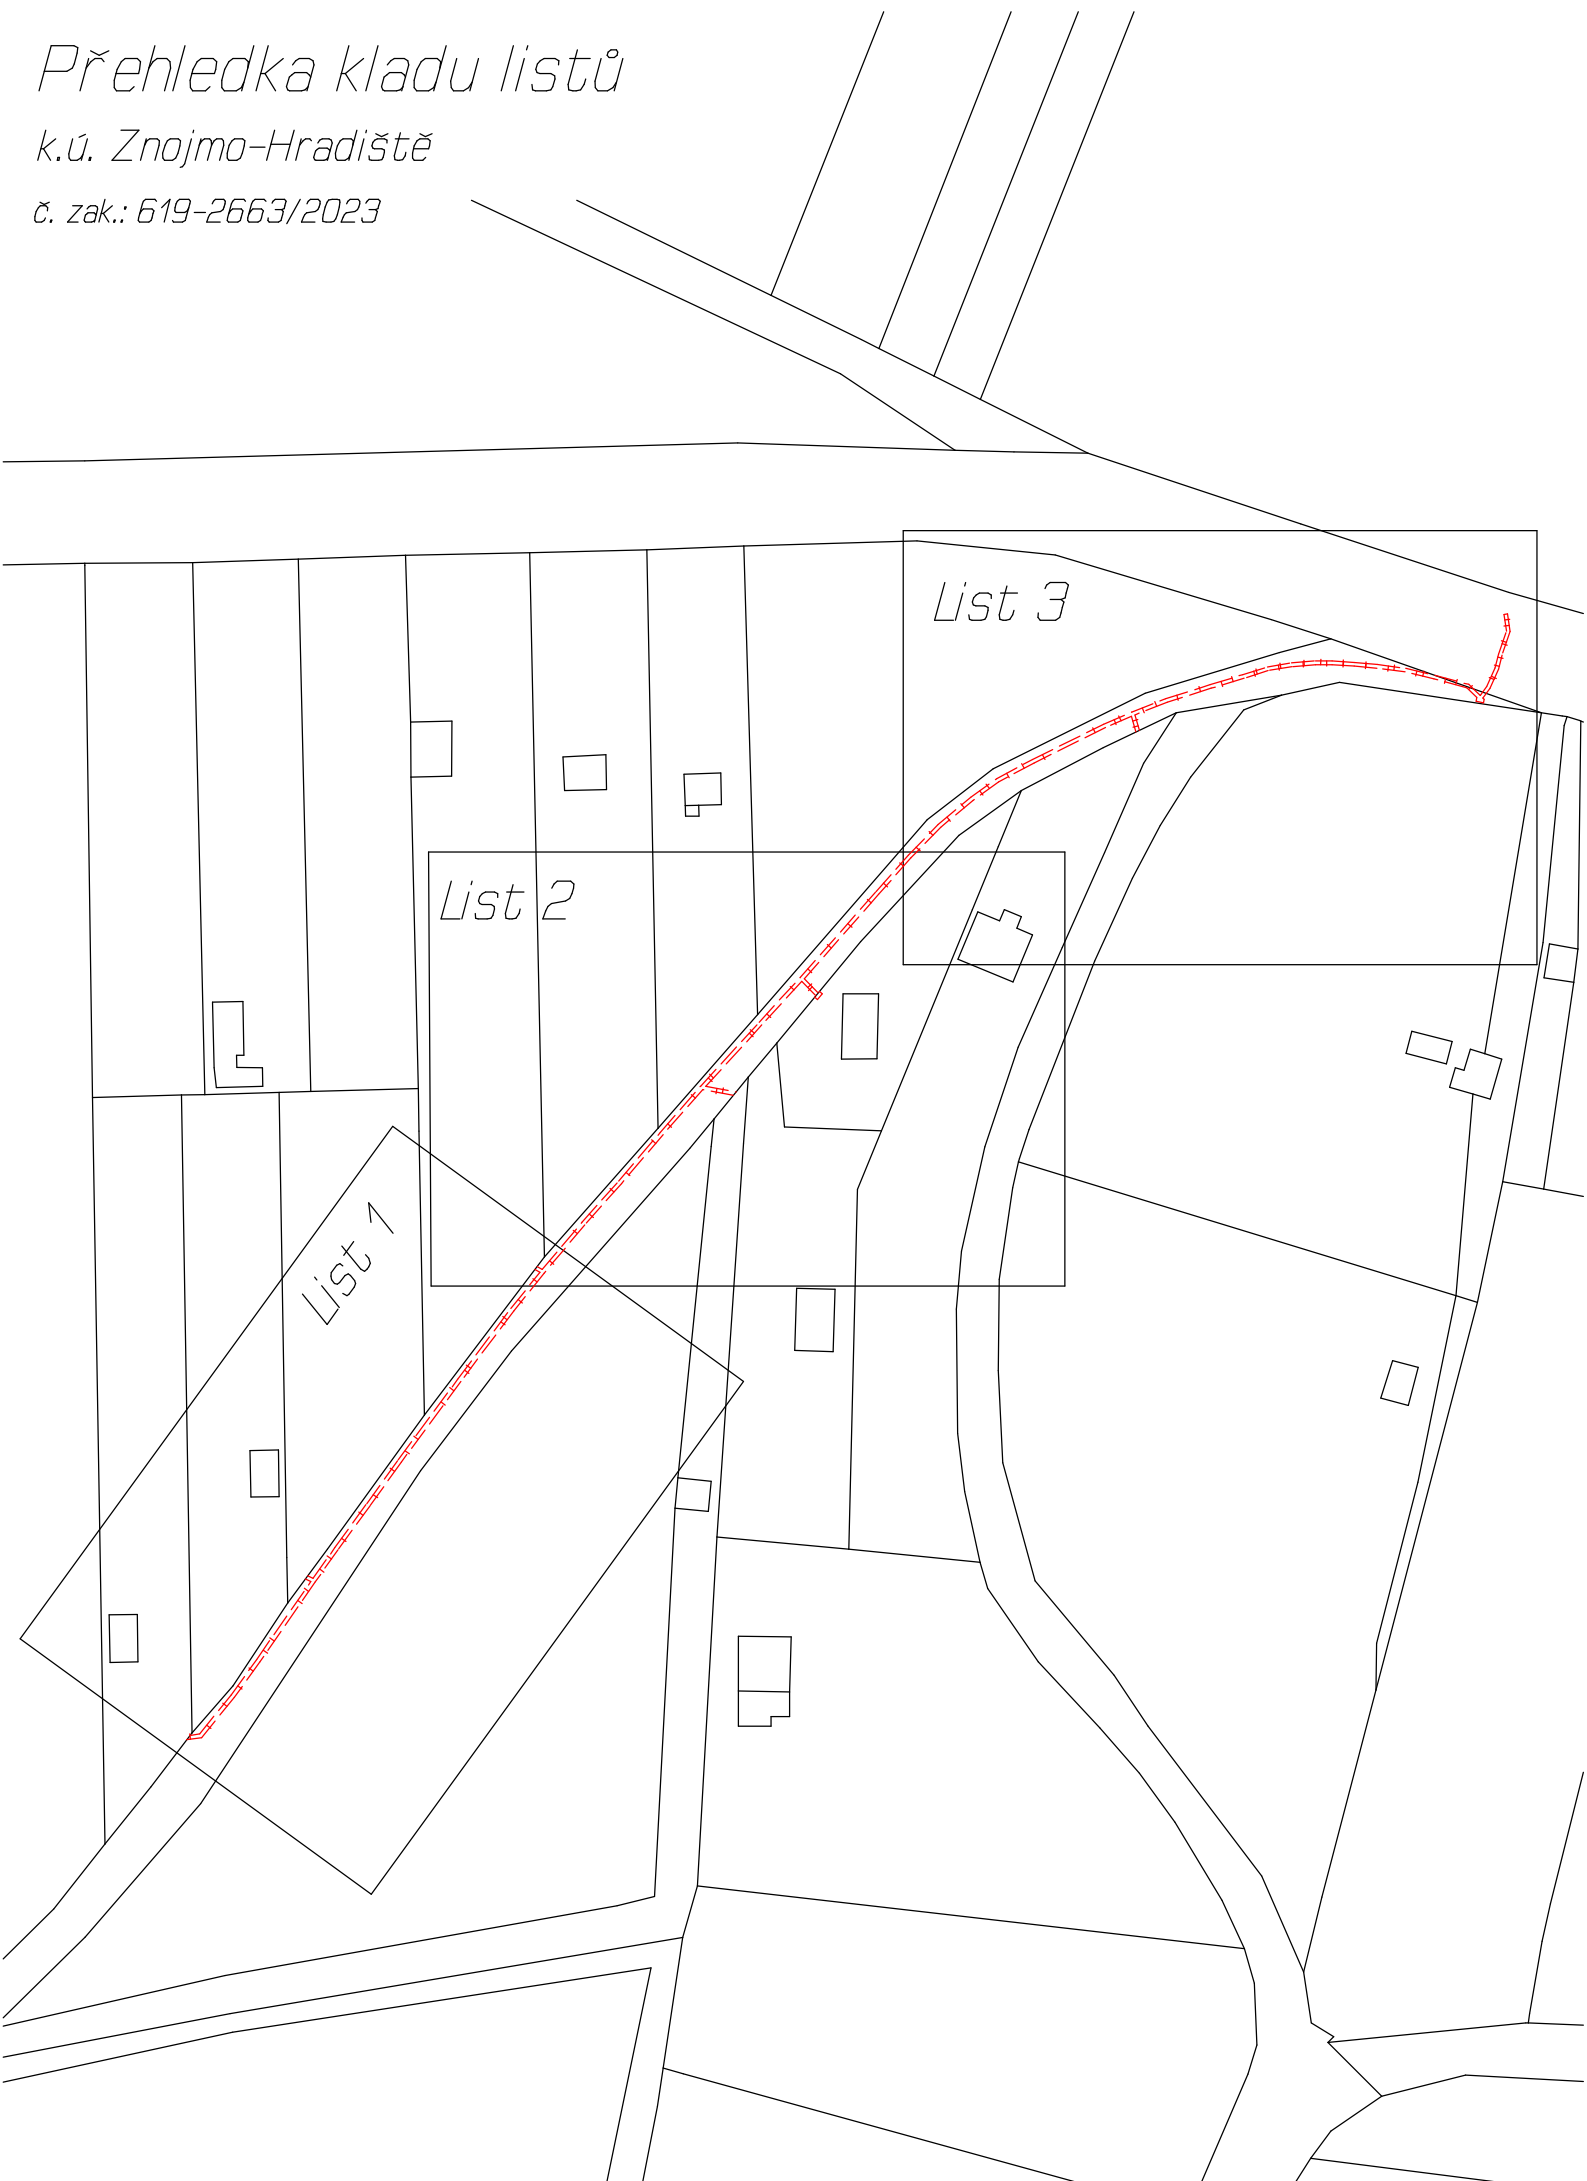 Přehledka kladu listů
k.ú. Znojmo-Hradiště
č. zak.: 619-2663/2023
List 3
List 2
List 1